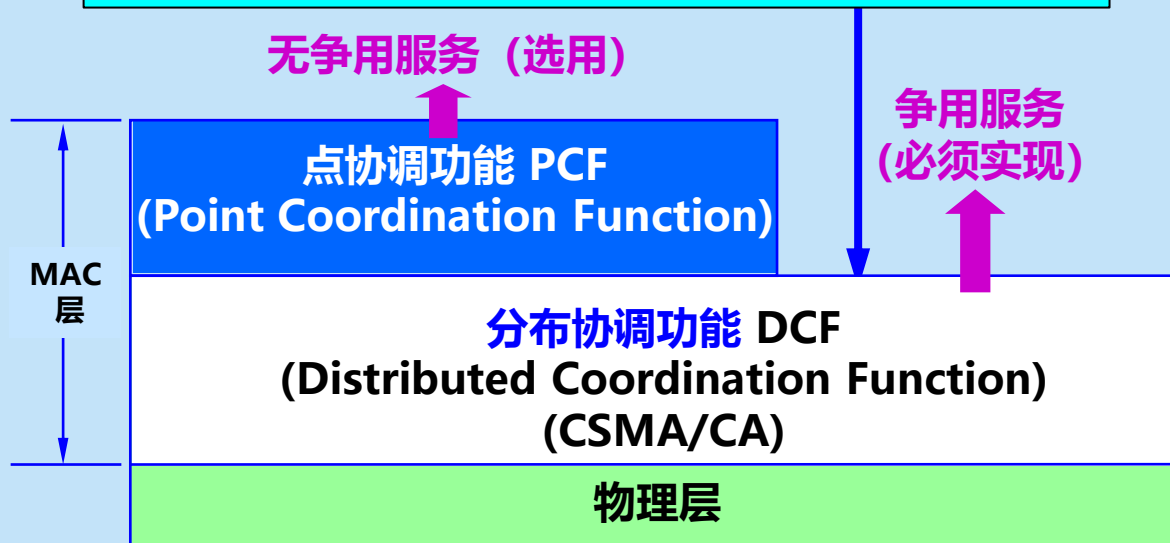 无争用服务（选用）
争用服务
（必须实现）
点协调功能 PCF
(Point Coordination Function)
MAC
层
分布协调功能 DCF
(Distributed Coordination Function)
(CSMA/CA)
物理层